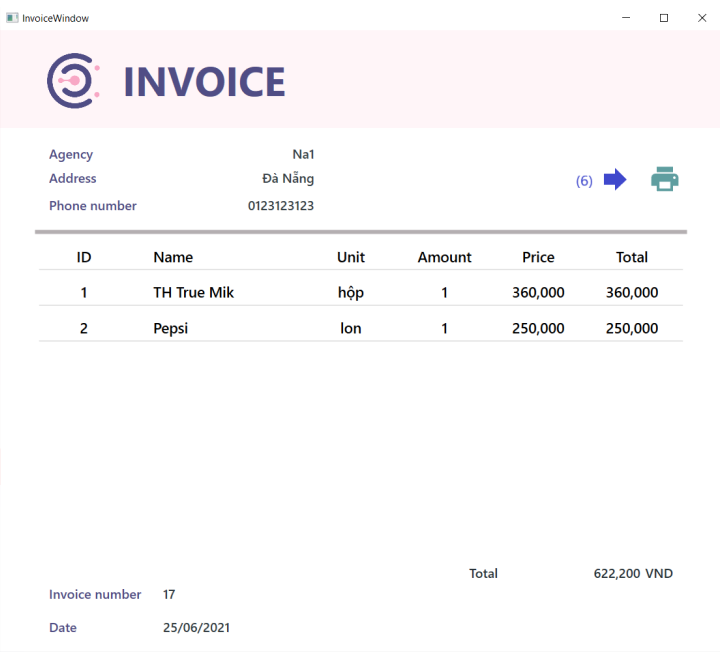 InvoiceWindow
INVOICE
Agency Na1
Address Đà Nẵng
Phone number 0123123123
(6)
ID Name Unit Amount Price Total
1 TH True Mik hộp 1 360,000 360,000
2 Pepsi lon 1 250,000 250,000
Total 622,200 VND
Invoice number 17
Date 25/06/2021